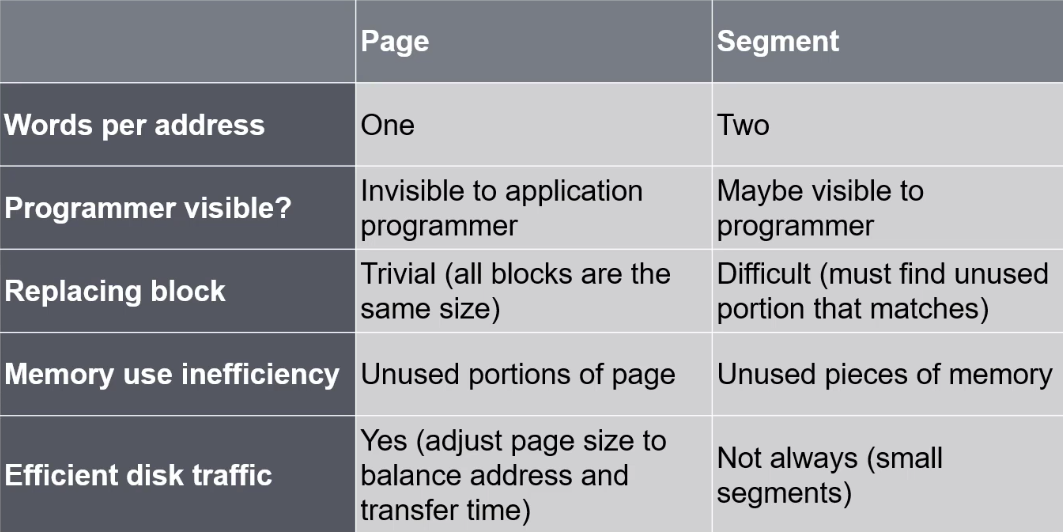 Page
Segment
Words per address
One
Two
Programmer visible?
Invisible to application
programmer
Maybe visible to
programmer
Replacing block
Trivial (all blocks are the
same size)
Difficult (must find unused
portion that matches)
Memory use inefficiency
Unused portions of page
Unused pieces of memory
Efficient disk traffic
Yes (adjust page size to
balance address and
transfer time)
Not always (small
segments)